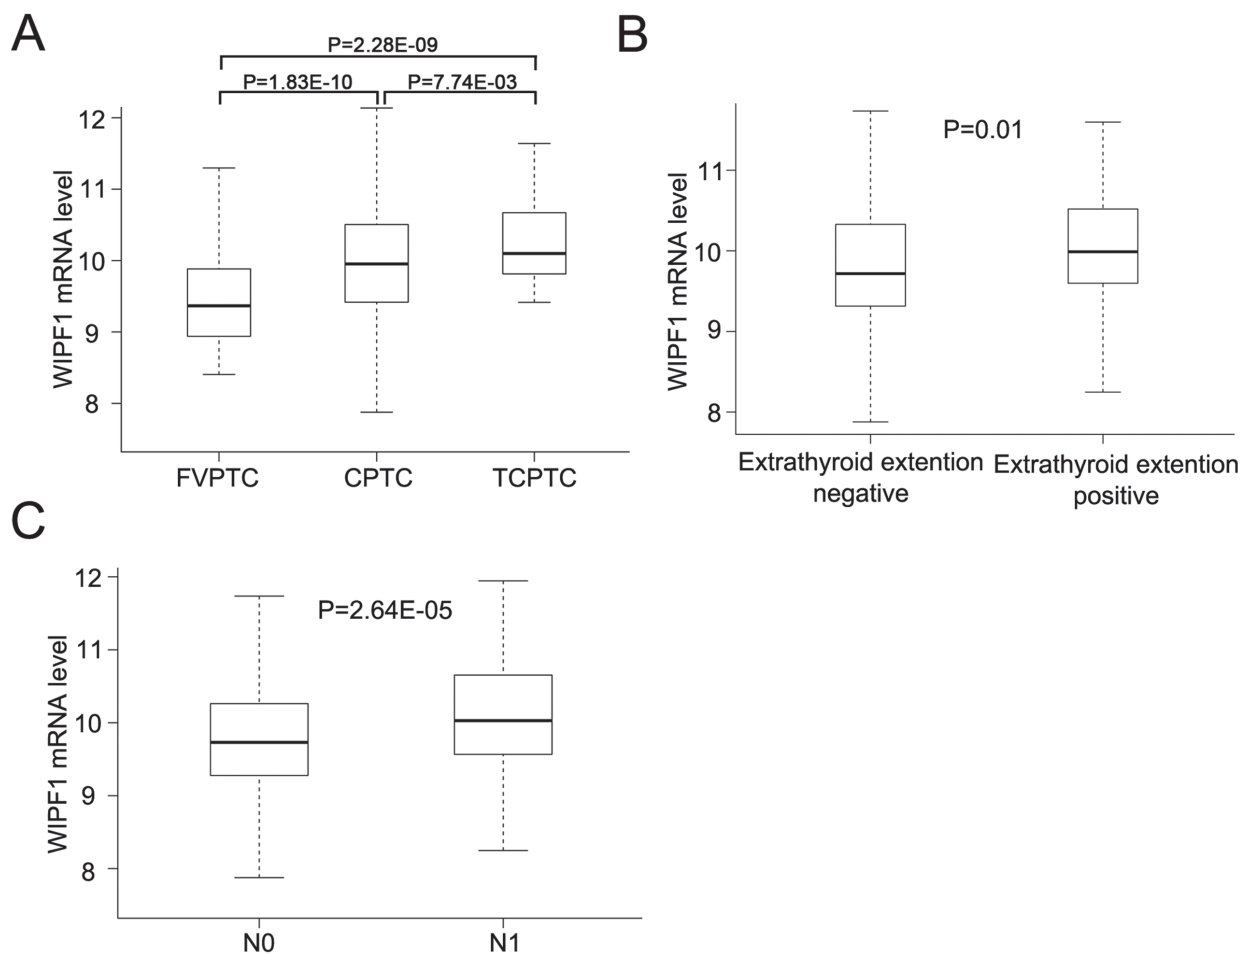 A
P=2.28E-09
P=1.83E-10
P=7.74E-03
WIPF1 mRNA level
12
11
10
9
8
FVPTC
CPTC
TCPTC
B
P=0.01
WIPF1 mRNA level
11
10
9
8
Extrathyroid extention
negative
Extrathyroid extention
positive
C
P=2.64E-05
WIPF1 mRNA level
12
11
10
9
8
N0
N1